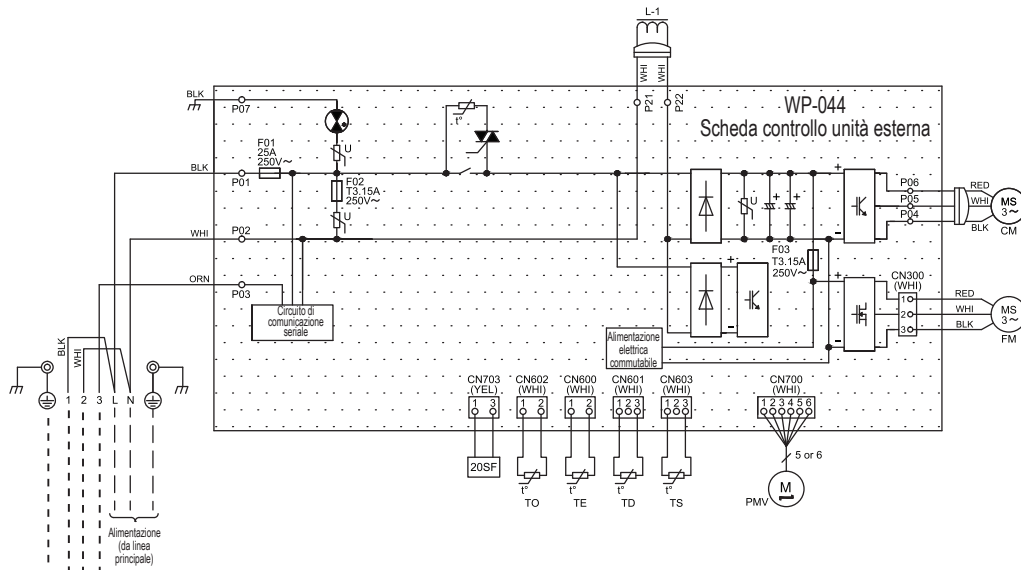 L-1
WHI WHI
BLK P07
P21 P22
WP-044
Scheda controllo unità esterna
F01
25A
250V~
t°
U
BLK P01
F02
T3.15A
250V~
U
WHI P02
ORN P03
Circuito di
comunicazione
seriale
+ U + +
-
+
-
+
-
P06 RED
P05 WHI
P04 BLK
MS
3~
CM
F03
T3.15A
250V~
CN300
(WHI)
1 RED
2 WHI
3 BLK
MS
3~
FM
Alimentazione
elettrica
commutabile
BLK WHI
1 2 3 L N
CN703
(YEL)
1 3
20SF
CN602
(WHI)
1 2
t°
TO
CN600
(WHI)
1 2
t°
TE
CN601
(WHI)
1 2 3
t°
TD
CN603
(WHI)
1 2 3
t°
TS
CN700
(WHI)
1 2 3 4 5 6
5 or 6
M
PMV
Alimentazione
(da linea
principale)